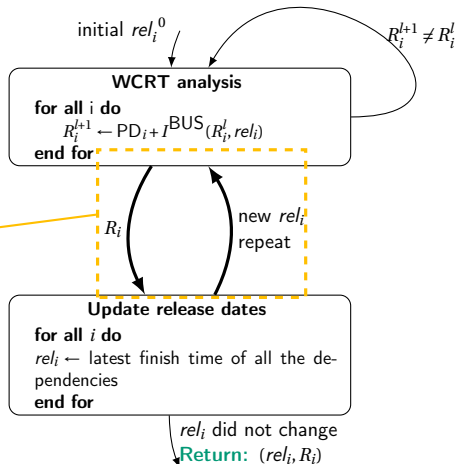 initial rel_i^0
R_i^{l+1} ≠ R_i^l
WCRT analysis
for all i do
R_i^{l+1} ← PD_i + I^{BUS}(R_i^l, rel_i)
end for
R_i
new rel_i
repeat
Update release dates
for all i do
rel_i ← latest finish time of all the de-
pendencies
end for
rel_i did not change
Return: (rel_i, R_i)